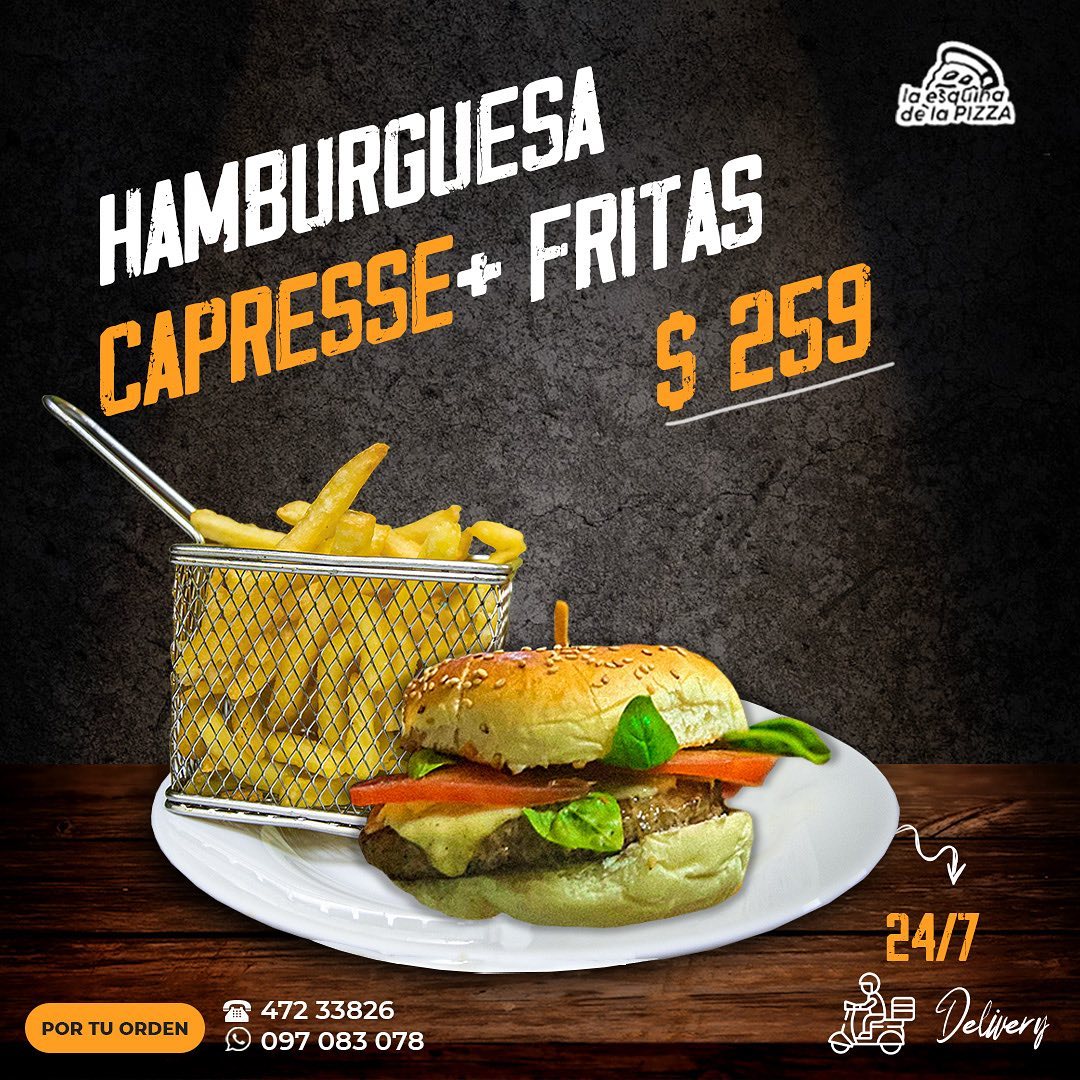 la esquina
de la PIZZA
HAMBURGUESA
CAPRESSE + FRITAS
$ 259
24/7
Delivery
POR TU ORDEN
472 33826
097 083 078